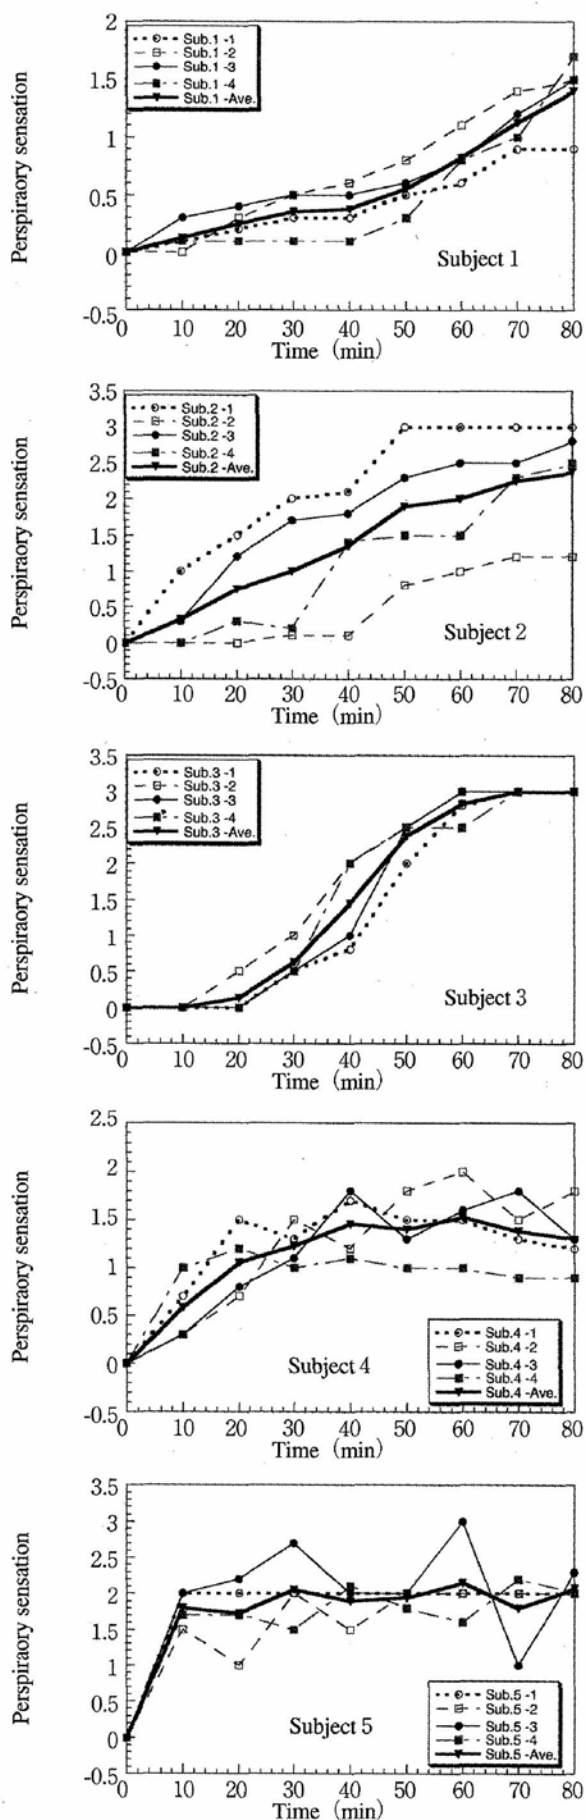 Perspiraory sensation
2
1.5
1
0.5
0
-0.5
Sub.1 -1
Sub.1 -2
Sub.1 -3
Sub.1 -4
Sub.1 -Ave.
Subject 1
0 10 20 30 40 50 60 70 80
Time (min)
Perspiraory sensation
3.5
3
2.5
2
1.5
1
0.5
0
-0.5
Sub.2 -1
Sub.2 -2
Sub.2 -3
Sub.2 -4
Sub.2 -Ave.
Subject 2
0 10 20 30 40 50 60 70 80
Time (min)
Perspiraory sensation
3.5
3
2.5
2
1.5
1
0.5
0
-0.5
Sub.3 -1
Sub.3 -2
Sub.3 -3
Sub.3 -4
Sub.3 -Ave.
Subject 3
0 10 20 30 40 50 60 70 80
Time (min)
Perspiraory sensation
2.5
2
1.5
1
0.5
0
-0.5
Subject 4
Sub.4 -1
Sub.4 -2
Sub.4 -3
Sub.4 -4
Sub.4 -Ave.
0 10 20 30 40 50 60 70 80
Time (min)
Perspiraory sensation
3.5
3
2.5
2
1.5
1
0.5
0
-0.5
Subject 5
Sub.5 -1
Sub.5 -2
Sub.5 -3
Sub.5 -4
Sub.5 -Ave.
0 10 20 30 40 50 60 70 80
Time (min)